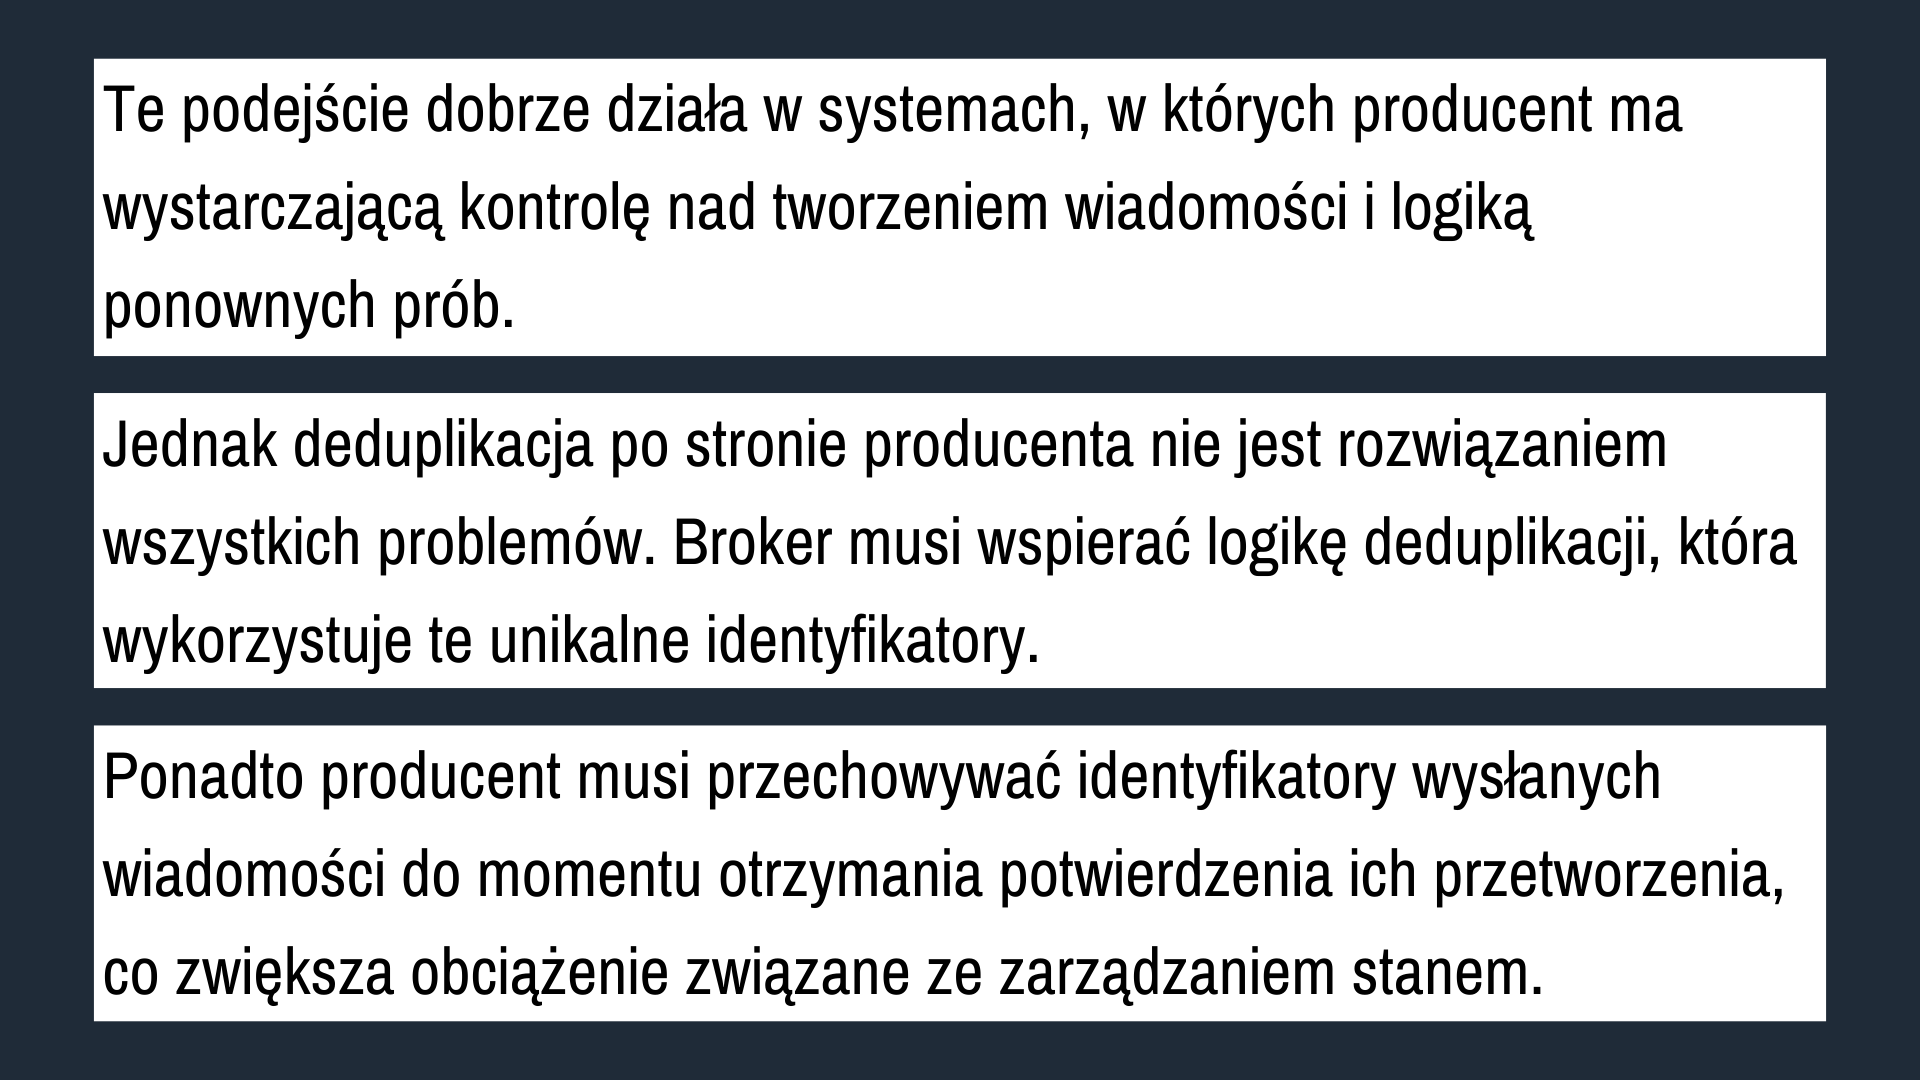 Te podejście dobrze działa w systemach, w których producent ma
wystarczającą kontrolę nad tworzeniem wiadomości i logiką
ponownych prób.
Jednak deduplikacja po stronie producenta nie jest rozwiązaniem
wszystkich problemów. Broker musi wspierać logikę deduplikacji, która
wykorzystuje te unikalne identyfikatory.
Ponadto producent musi przechowywać identyfikatory wysłanych
wiadomości do momentu otrzymania potwierdzenia ich przetworzenia,
co zwiększa obciążenie związane ze zarządzaniem stanem.